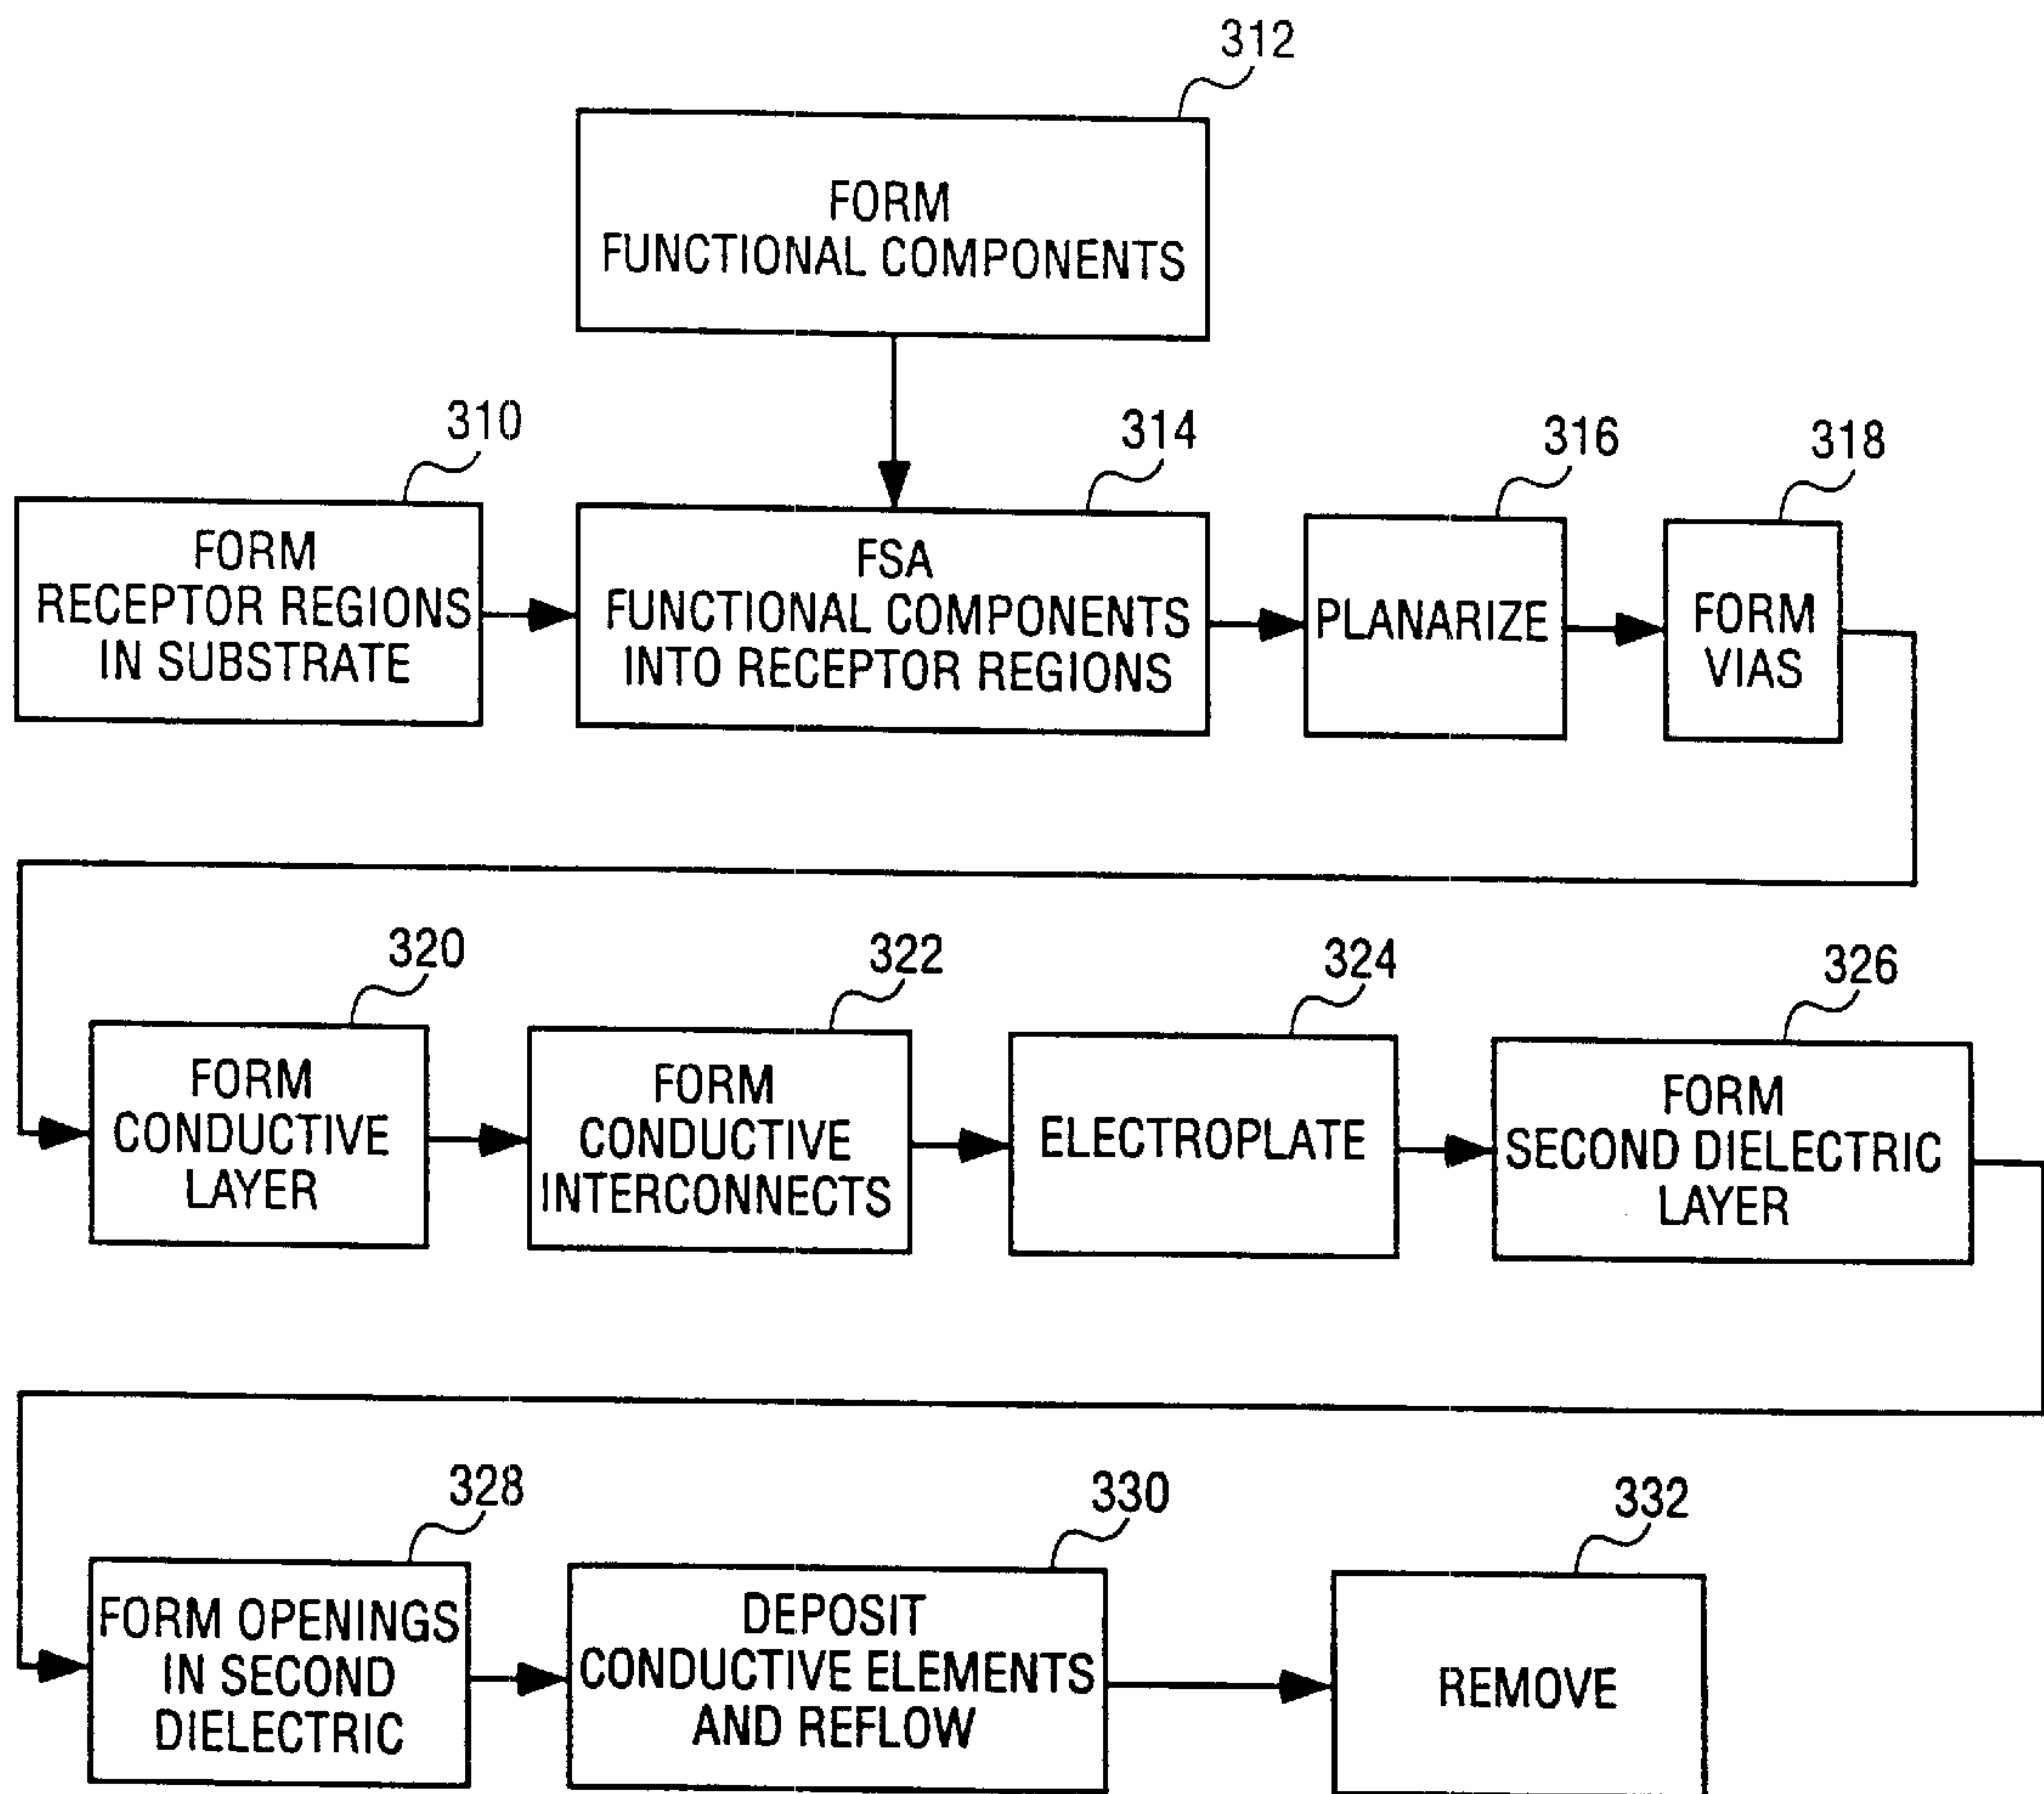 312
FORM
FUNCTIONAL COMPONENTS
310
314
316
318
FORM
RECEPTOR REGIONS
IN SUBSTRATE
FSA
FUNCTIONAL COMPONENTS
INTO RECEPTOR REGIONS
PLANARIZE
FORM
VIAS
320
322
324
326
FORM
CONDUCTIVE
LAYER
FORM
CONDUCTIVE
INTERCONNECTS
ELECTROPLATE
FORM
SECOND DIELECTRIC
LAYER
328
330
332
FORM OPENINGS
IN SECOND
DIELECTRIC
DEPOSIT
CONDUCTIVE ELEMENTS
AND REFLOW
REMOVE